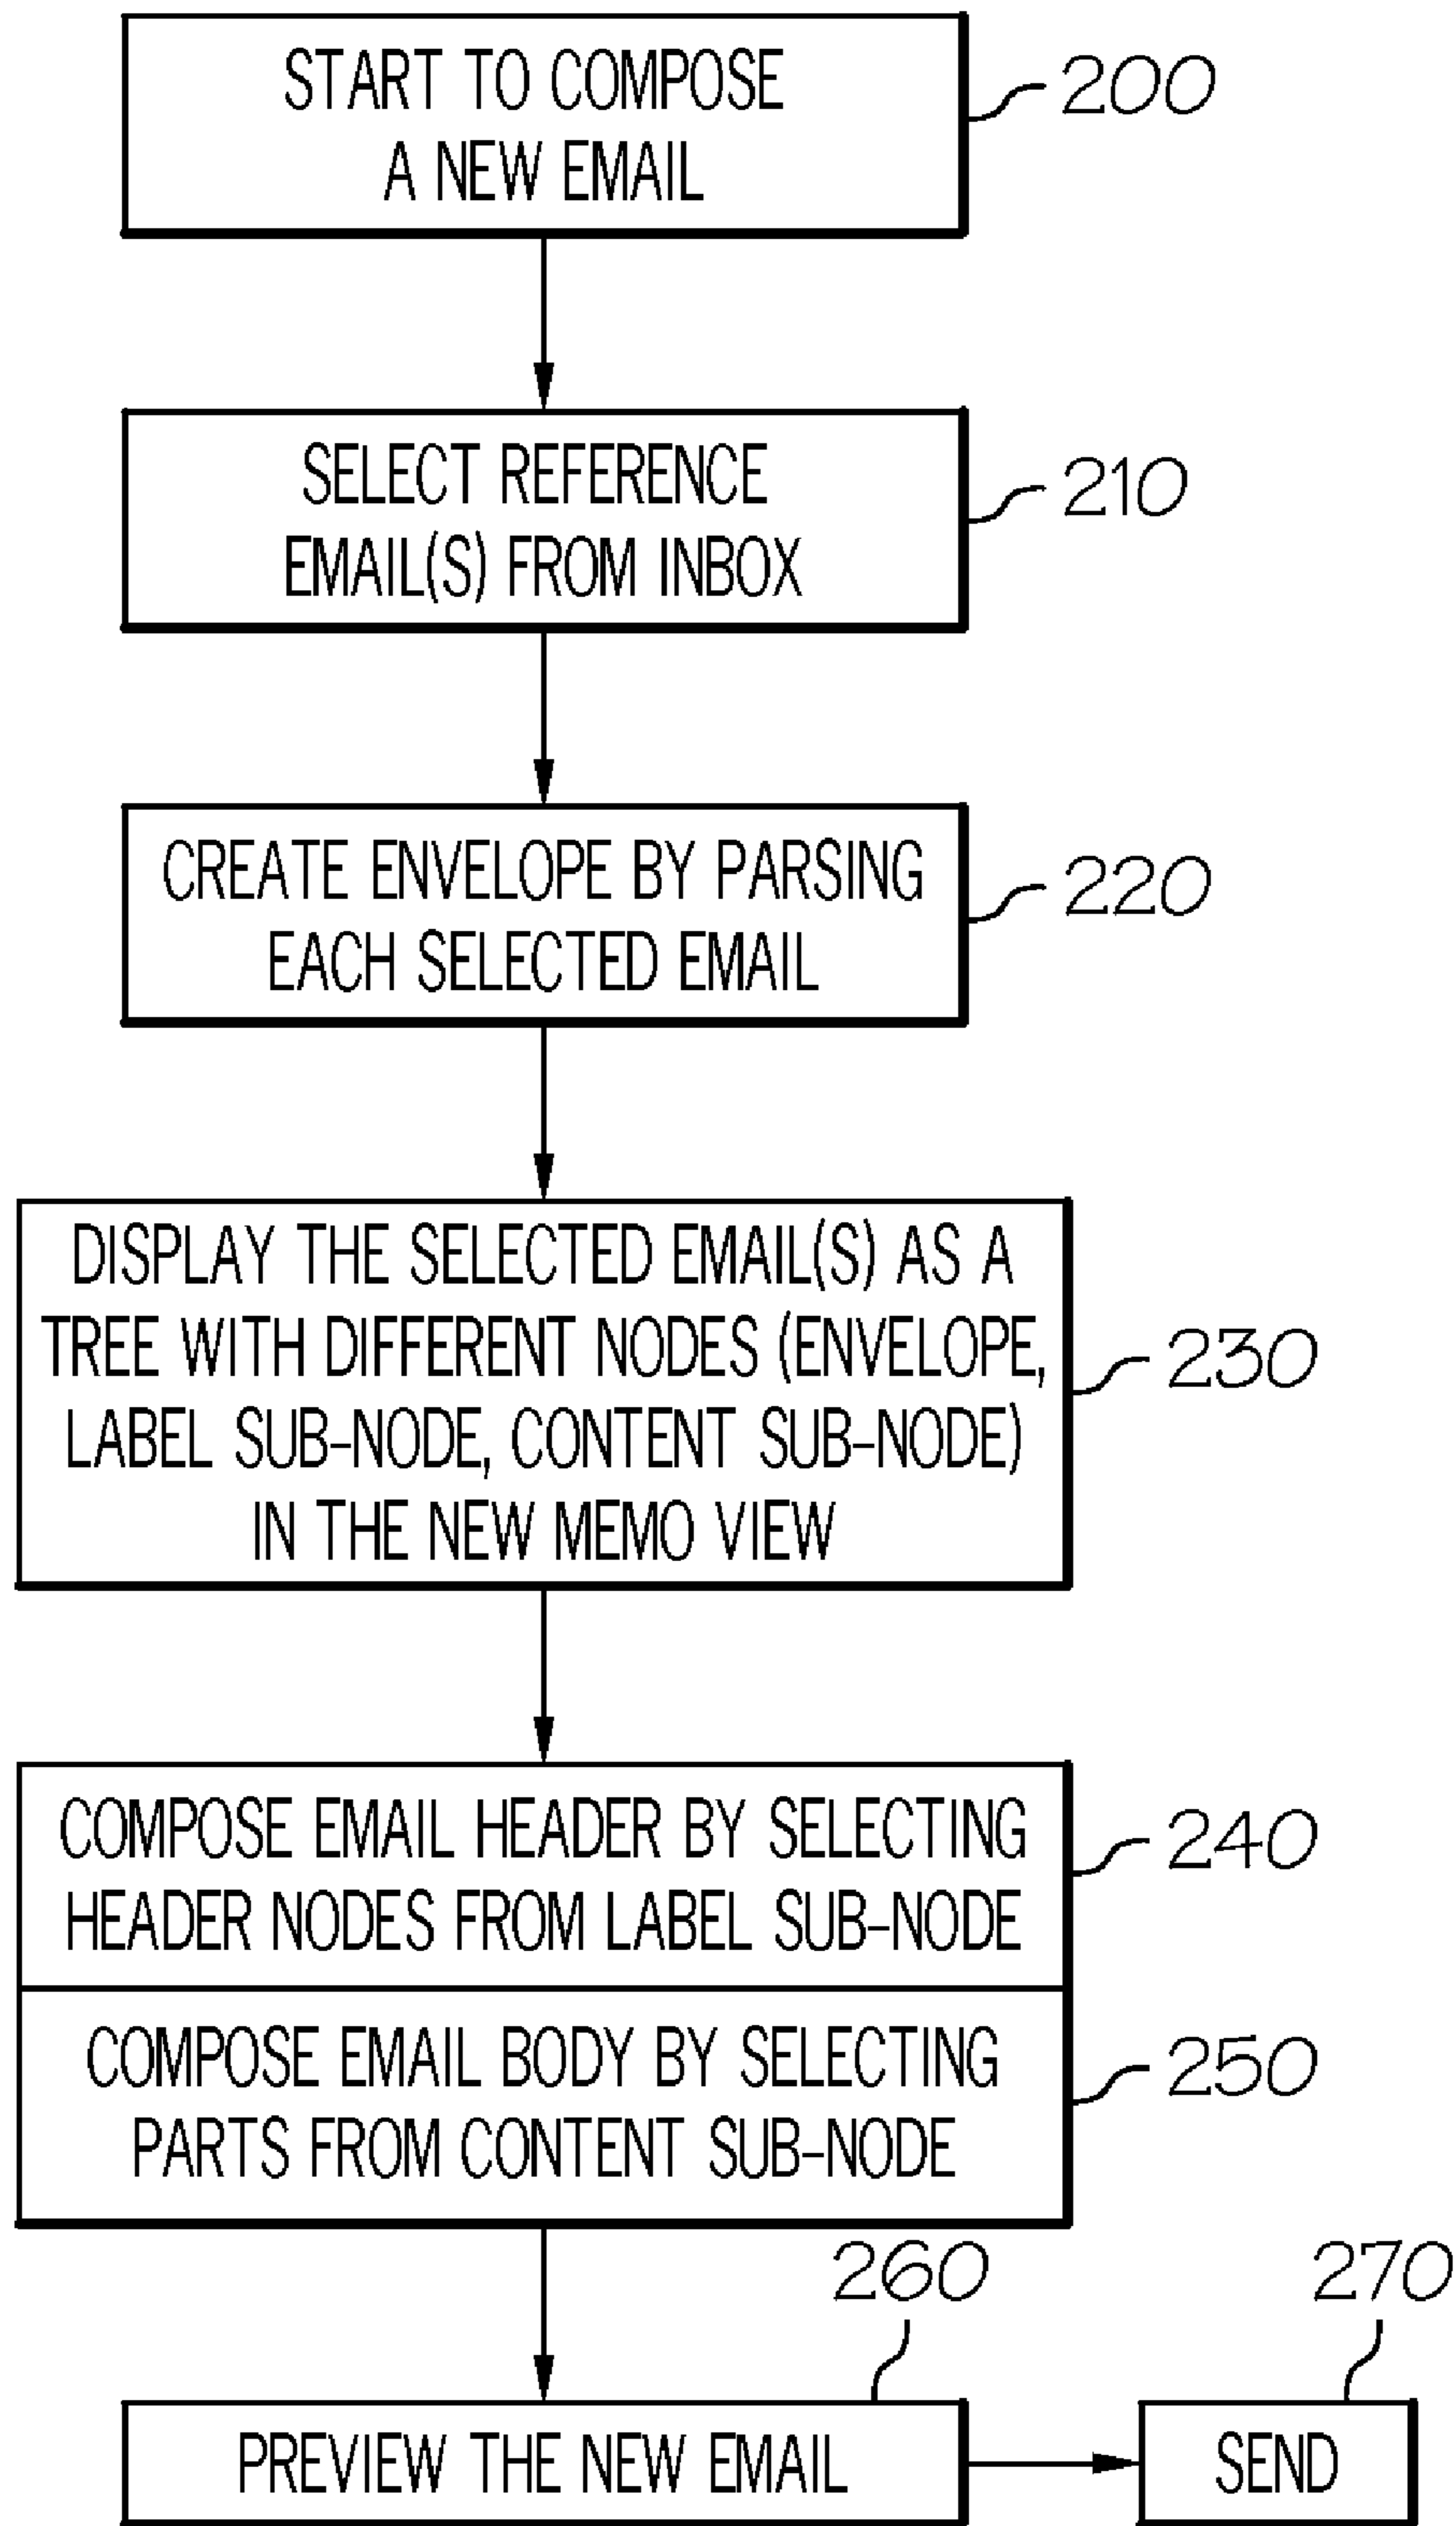 START TO COMPOSE
A NEW EMAIL
200
SELECT REFERENCE
EMAIL(S) FROM INBOX
210
CREATE ENVELOPE BY PARSING
EACH SELECTED EMAIL
220
DISPLAY THE SELECTED EMAIL(S) AS A
TREE WITH DIFFERENT NODES (ENVELOPE,
LABEL SUB-NODE, CONTENT SUB-NODE)
IN THE NEW MEMO VIEW
230
COMPOSE EMAIL HEADER BY SELECTING
HEADER NODES FROM LABEL SUB-NODE
240
COMPOSE EMAIL BODY BY SELECTING
PARTS FROM CONTENT SUB-NODE
250
260
270
PREVIEW THE NEW EMAIL
SEND